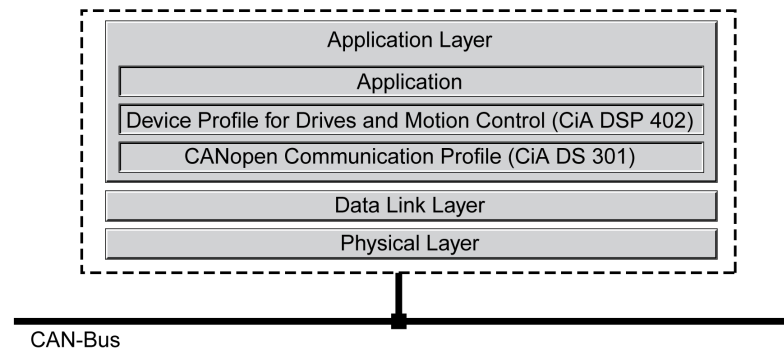 Application Layer
Application
Device Profile for Drives and Motion Control (CiA DSP 402)
CANopen Communication Profile (CiA DS 301)
Data Link Layer
Physical Layer
CAN-Bus